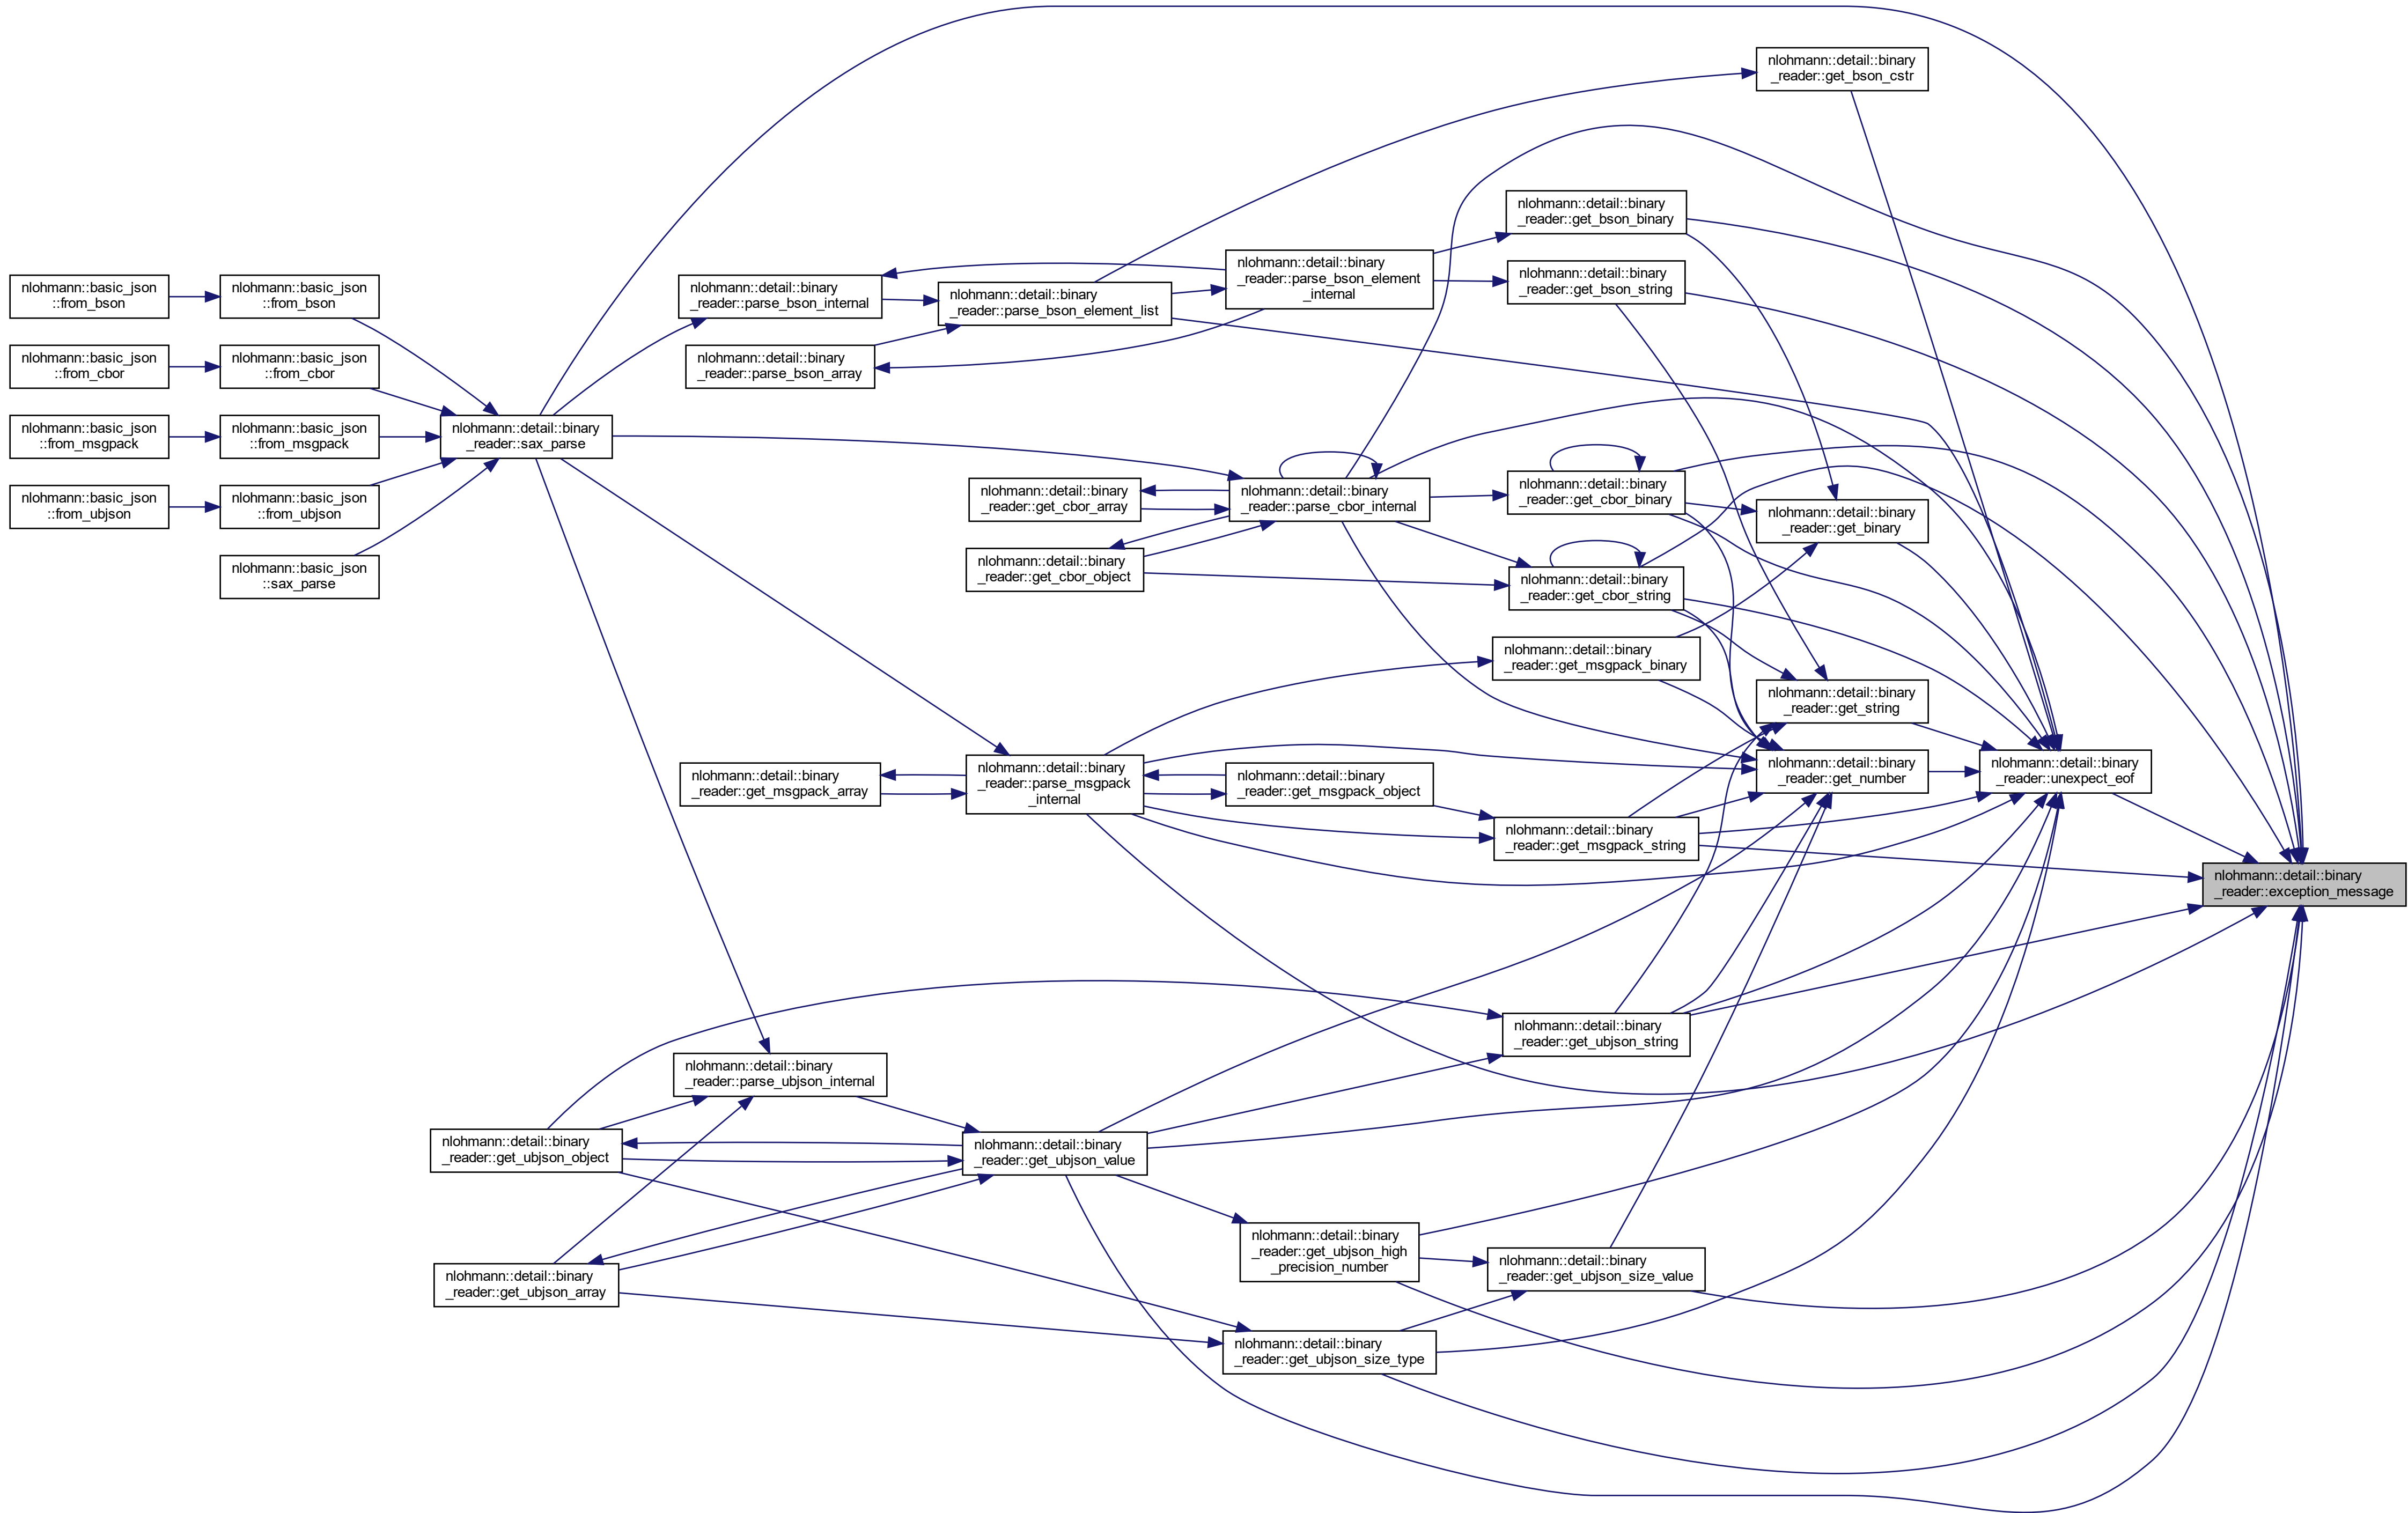 nlohmann::detail::binary
_reader::get_bson_cstr
nlohmann::detail::binary
_reader::get_bson_binary
nlohmann::detail::binary
_reader::parse_bson_element
_internal
nlohmann::detail::binary
_reader::get_bson_string
nlohmann::basic_json
::from_bson
nlohmann::basic_json
::from_bson
nlohmann::detail::binary
_reader::parse_bson_internal
nlohmann::detail::binary
_reader::parse_bson_element_list
nlohmann::basic_json
::from_cbor
nlohmann::basic_json
::from_cbor
nlohmann::detail::binary
_reader::parse_bson_array
nlohmann::basic_json
::from_msgpack
nlohmann::basic_json
::from_msgpack
nlohmann::detail::binary
_reader::sax_parse
nlohmann::basic_json
::from_ubjson
nlohmann::basic_json
::from_ubjson
nlohmann::detail::binary
_reader::get_cbor_array
nlohmann::detail::binary
_reader::parse_cbor_internal
nlohmann::detail::binary
_reader::get_cbor_binary
nlohmann::detail::binary
_reader::get_binary
nlohmann::basic_json
::sax_parse
nlohmann::detail::binary
_reader::get_cbor_object
nlohmann::detail::binary
_reader::get_cbor_string
nlohmann::detail::binary
_reader::get_msgpack_binary
nlohmann::detail::binary
_reader::get_string
nlohmann::detail::binary
_reader::get_msgpack_array
nlohmann::detail::binary
_reader::parse_msgpack
_internal
nlohmann::detail::binary
_reader::get_msgpack_object
nlohmann::detail::binary
_reader::get_number
nlohmann::detail::binary
_reader::unexpect_eof
nlohmann::detail::binary
_reader::get_msgpack_string
nlohmann::detail::binary
_reader::exception_message
nlohmann::detail::binary
_reader::get_ubjson_string
nlohmann::detail::binary
_reader::parse_ubjson_internal
nlohmann::detail::binary
_reader::get_ubjson_object
nlohmann::detail::binary
_reader::get_ubjson_value
nlohmann::detail::binary
_reader::get_ubjson_high
_precision_number
nlohmann::detail::binary
_reader::get_ubjson_size_value
nlohmann::detail::binary
_reader::get_ubjson_array
nlohmann::detail::binary
_reader::get_ubjson_size_type